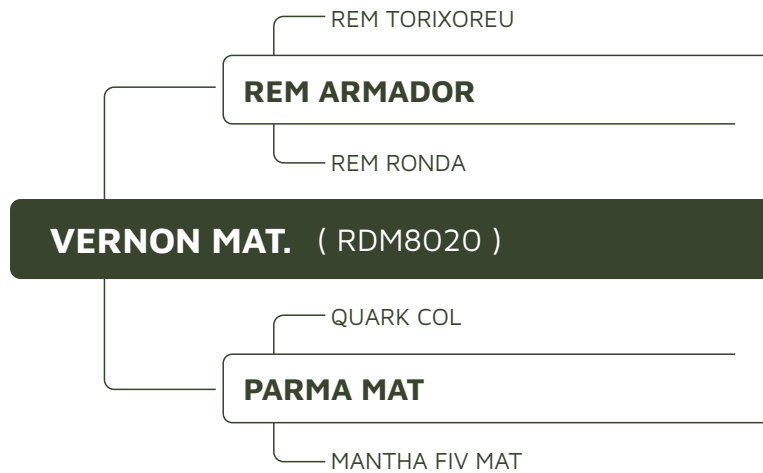 REM TORIXOREU
REM ARMADOR
REM RONDA
VERNON MAT. ( RDM8020 )
QUARK COL
PARMA MAT
MANTHA FIV MAT